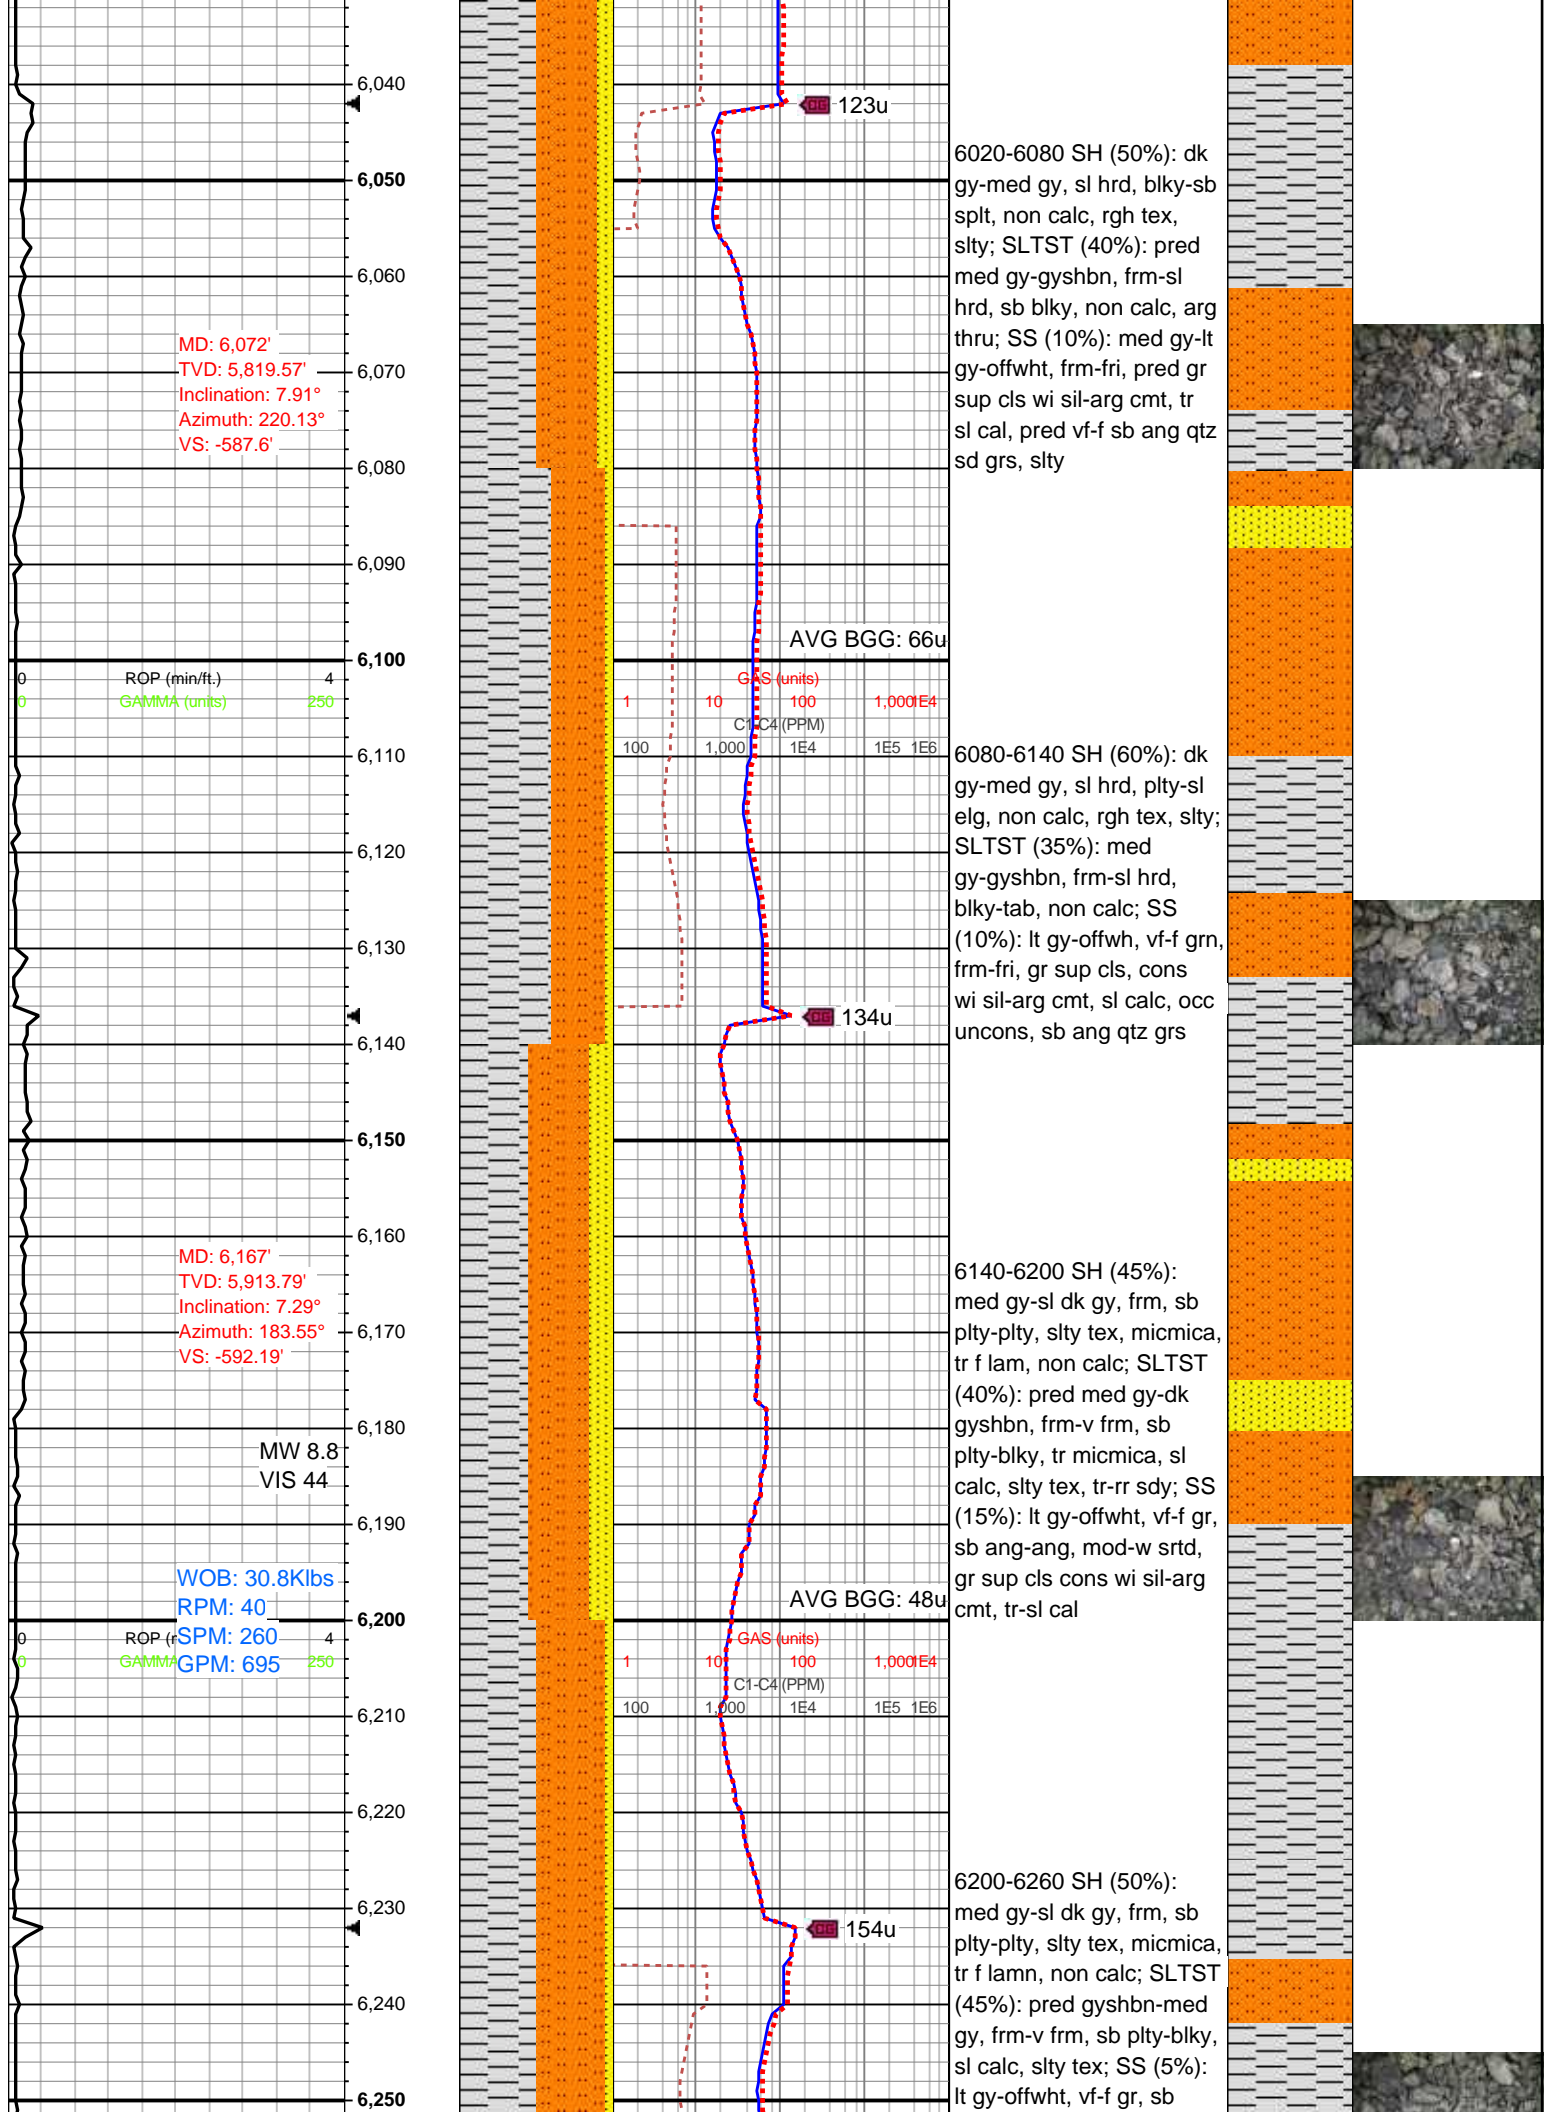 6,040
CG 123u
6,050
6020-6080 SH (50%): dk
gy-med gy, sl hrd, blky-sb
splt, non calc, rgh tex,
slty; SLTST (40%): pred
med gy-gyshbn, frm-sl
hrd, sb blky, non calc, arg
thru; SS (10%): med gy-lt
gy-offwht, frm-fri, pred gr
sup cls wi sil-arg cmt, tr
sl cal, pred vf-f sb ang qtz
sd grs, slty
6,060
MD: 6,072'
TVD: 5,819.57'
Inclination: 7.91°
Azimuth: 220.13°
VS: -587.6'
6,070
6,080
6,090
AVG BGG: 66u
6,100
0 ROP (min/ft.) 4
0 GAMMA (units) 250
GAS (units)
1 10 100 1,000 1E4
C1-C4 (PPM)
100 1,000 1E4 1E5 1E6
6,110
6080-6140 SH (60%): dk
gy-med gy, sl hrd, plty-sl
elg, non calc, rgh tex, slty;
SLTST (35%): med
gy-gyshbn, frm-sl hrd,
blky-tab, non calc; SS
(10%): lt gy-offwh, vf-f grn,
frm-fri, gr sup cls, cons
wi sil-arg cmt, sl calc, occ
uncons, sb ang qtz grs
6,120
6,130
CG 134u
6,140
6,150
6,160
MD: 6,167'
TVD: 5,913.79'
Inclination: 7.29°
Azimuth: 183.55°
VS: -592.19'
6,170
6140-6200 SH (45%):
med gy-sl dk gy, frm, sb
plty-plty, slty tex, micmica,
tr f lam, non calc; SLTST
(40%): pred med gy-dk
gyshbn, frm-v frm, sb
plty-blky, tr micmica, sl
calc, slty tex, tr-rr sdy; SS
(15%): lt gy-offwht, vf-f gr,
sb ang-ang, mod-w srtd,
gr sup cls cons wi sil-arg
cmt, tr-sl cal
6,180
MW 8.8
VIS 44
6,190
WOB: 30.8Klbs
RPM: 40
SPM: 260
GPM: 695
AVG BGG: 48u
6,200
0 ROP (r 4
0 GAMMA 250
GAS (units)
1 10 100 1,000 1E4
C1-C4 (PPM)
100 1,000 1E4 1E5 1E6
6,210
6,220
6,230
CG 154u
6200-6260 SH (50%):
med gy-sl dk gy, frm, sb
plty-plty, slty tex, micmica,
tr f lamn, non calc; SLTST
(45%): pred gyshbn-med
gy, frm-v frm, sb plty-blky,
sl calc, slty tex; SS (5%):
lt gy-offwht, vf-f gr, sb
6,240
6,250